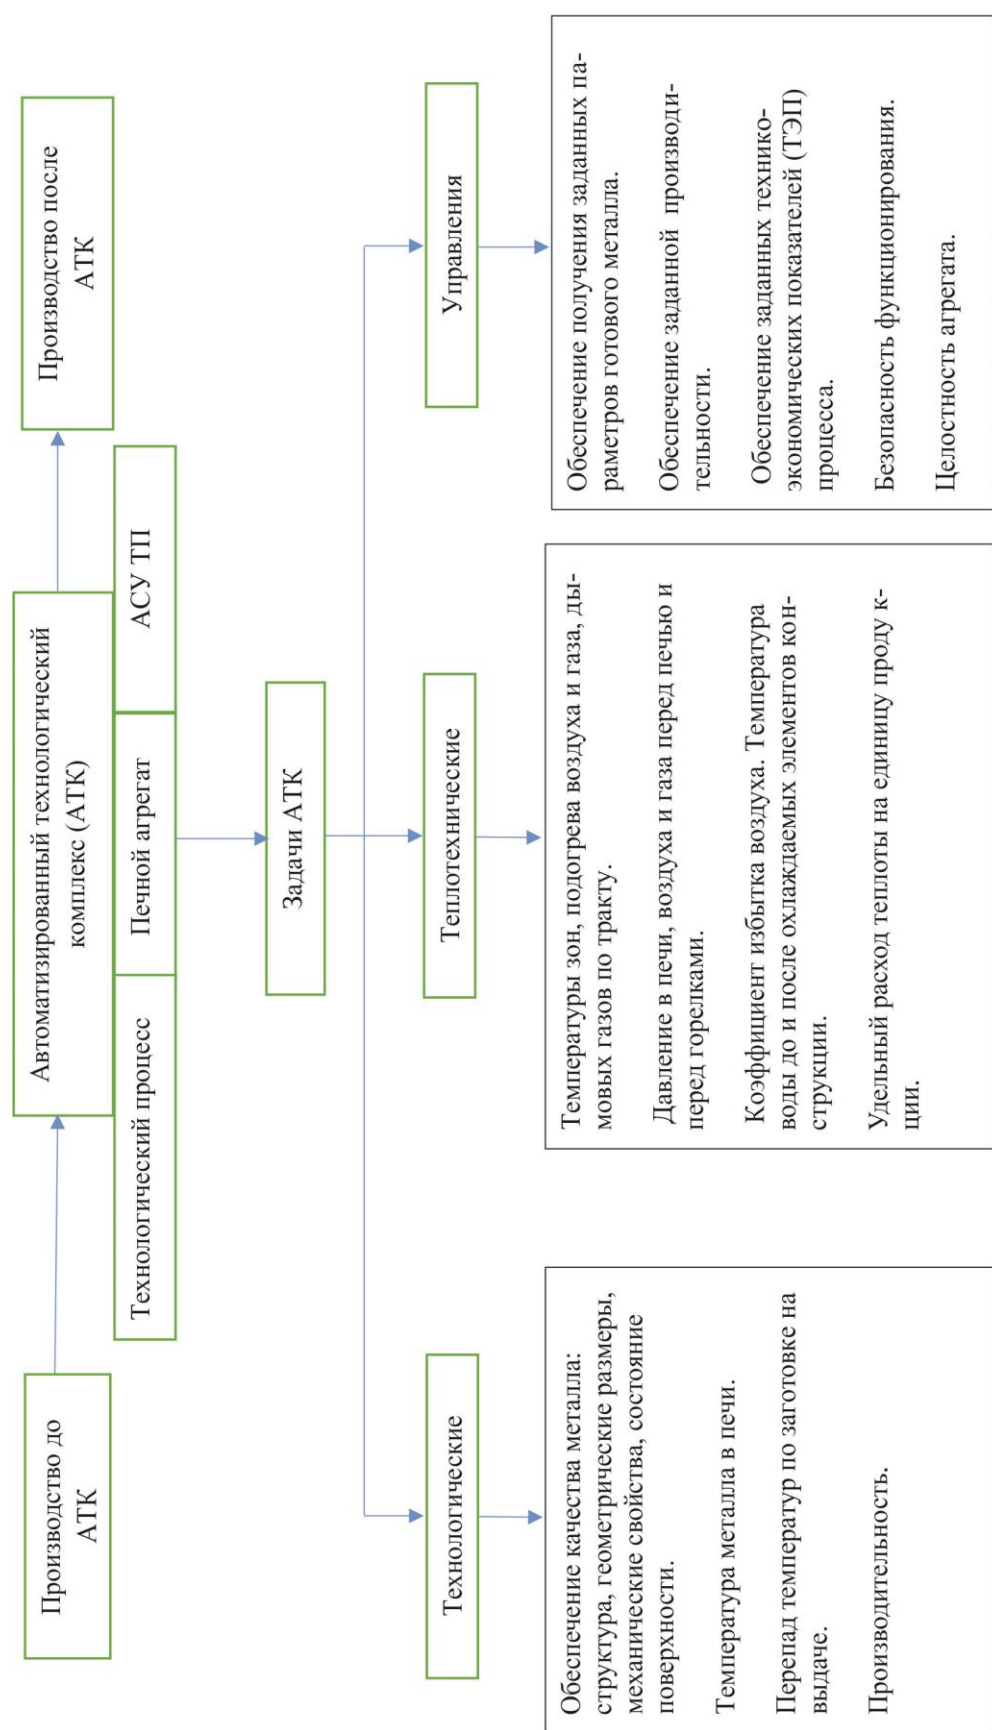 Производство до
АТК
Автоматизированный технологический
комплекс (АТК)
Производство после
АТК
Технологический процесс
Печной агрегат
АСУ ТП
Задачи АТК
Технологические
Теплотехнические
Управления
Обеспечение качества металла:
структура, геометрические размеры,
механические свойства, состояние
поверхности.
Температура металла в печи.
Перепад температур по заготовке на
выдаче.
Производительность.
Температуры зон, подогрева воздуха и газа, ды-
мовых газов по тракту.
Давление в печи, воздуха и газа перед печью и
перед горелками.
Коэффициент избытка воздуха. Температура
воды до и после охлаждаемых элементов кон-
струкции.
Удельный расход теплоты на единицу проду к-
ции.
Обеспечение получения заданных па-
раметров готового металла.
Обеспечение заданной производи-
тельности.
Обеспечение заданных технико-
экономических показателей (ТЭП)
процесса.
Безопасность функционирования.
Целостность агрегата.